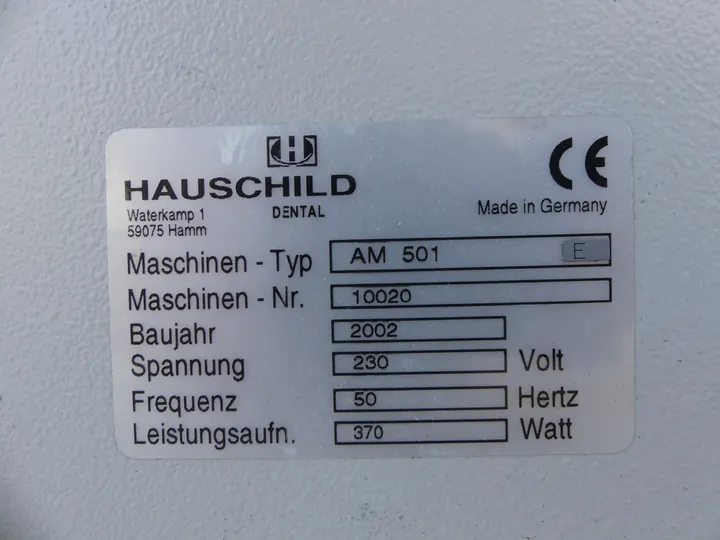 H
HAUSCHILD
DENTAL
Waterkamp 1
59075 Hamm
CE
Made in Germany
Maschinen - Typ AM 501 E
Maschinen - Nr. 10020
Baujahr 2002
Spannung 230 Volt
Frequenz 50 Hertz
Leistungsaufn. 370 Watt